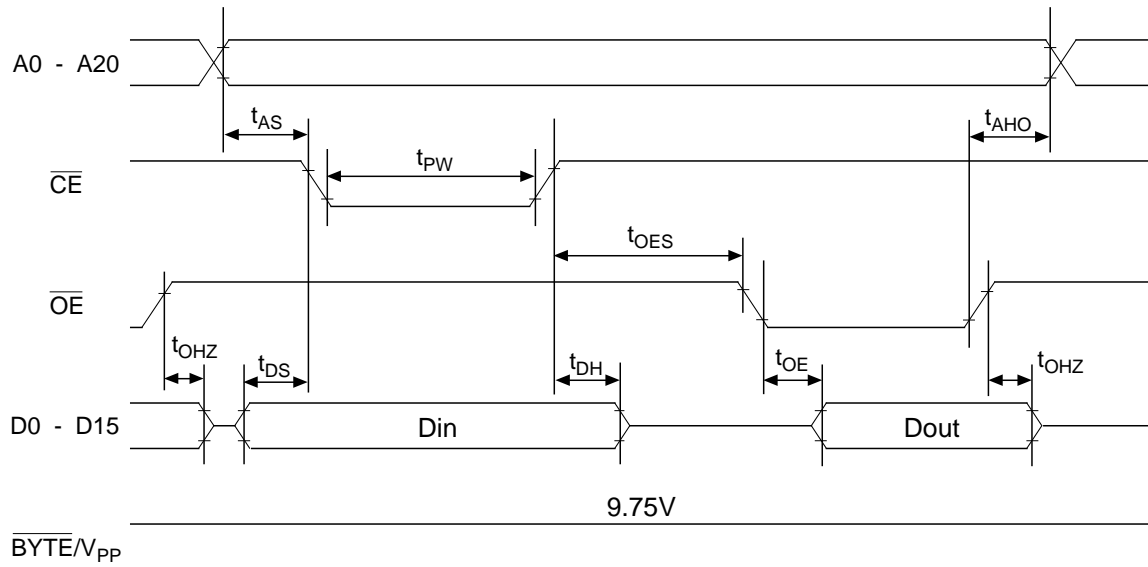 A0 - A20
tAS
tAHO
tPW
CE
tOES
OE
tOHZ
tDS
tDH
tOE
tOHZ
D0 - D15
Din
Dout
9.75V
BYTE/VPP